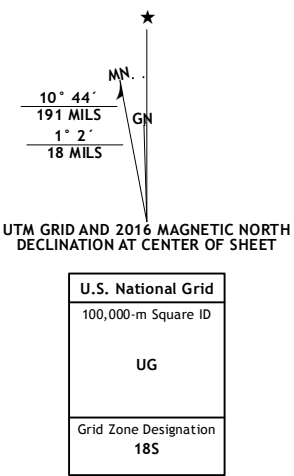 MN
10° 44´
191 MILS
GN
1° 2´
18 MILS
UTM GRID AND 2016 MAGNETIC NORTH
DECLINATION AT CENTER OF SHEET
U.S. National Grid
100,000-m Square ID
UG
Grid Zone Designation
18S